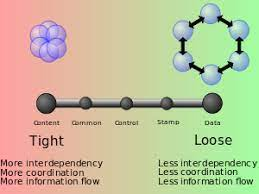 Content Common Control Stamp Data
Tight Loose
More interdependency Less interdependency
More coordination Less coordination
More information flow Less information flow